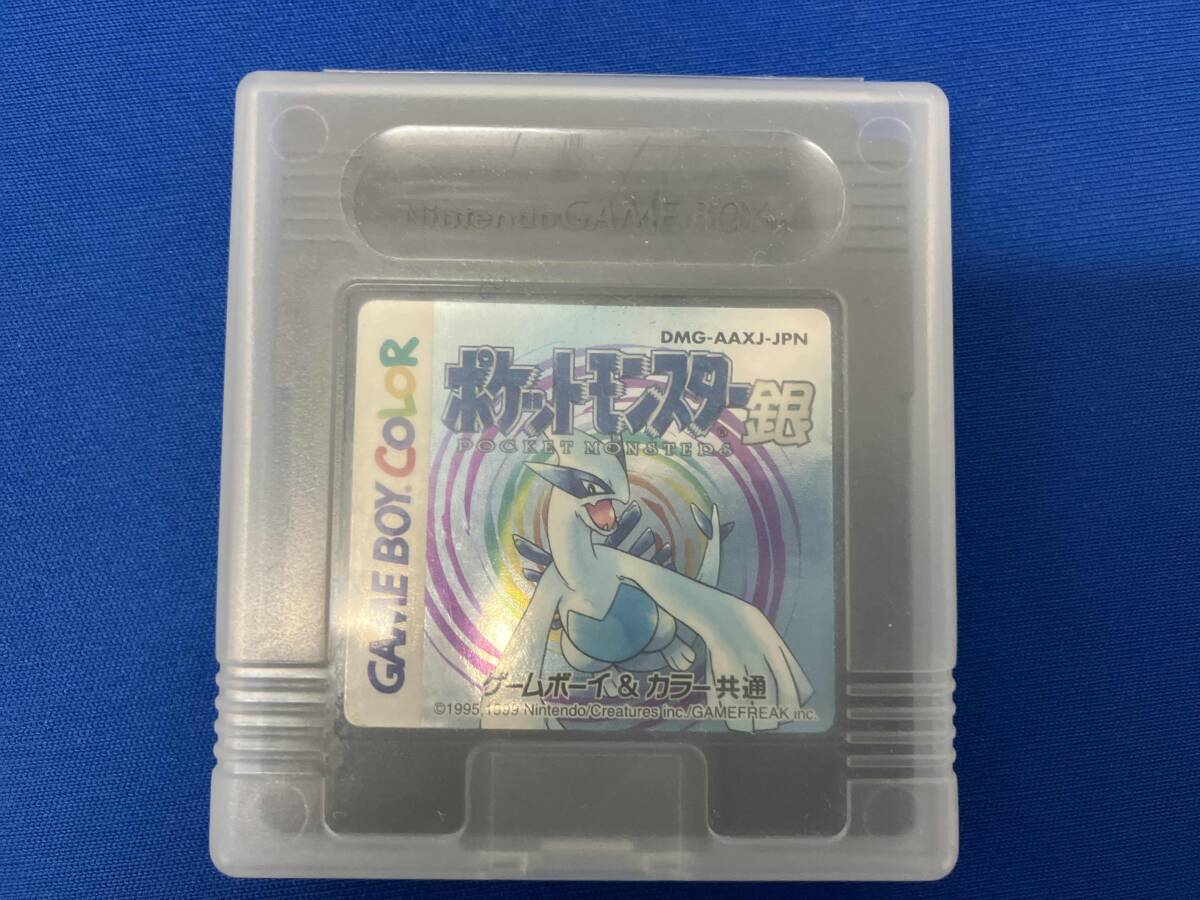 Nintendo GAME BOY
DMG-AAXJ-JPN
ポケットモンスター銀
POCKET MONSTERS
GAME BOY COLOR
ゲームボーイ & カラー共通
©1995,1999 Nintendo/Creatures inc./GAMEFREAK inc.